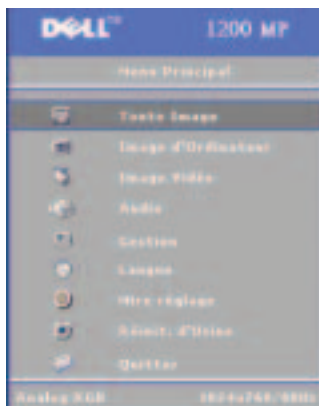 DELL™ 1200 MP
Menu Principal
Toute Image
Image d'Ordinateur
Image Vidéo
Audio
Gestion
Langue
Mire réglage
Réinit. d'Usine
Quitter
Analog RGB 1024x768/60Hz